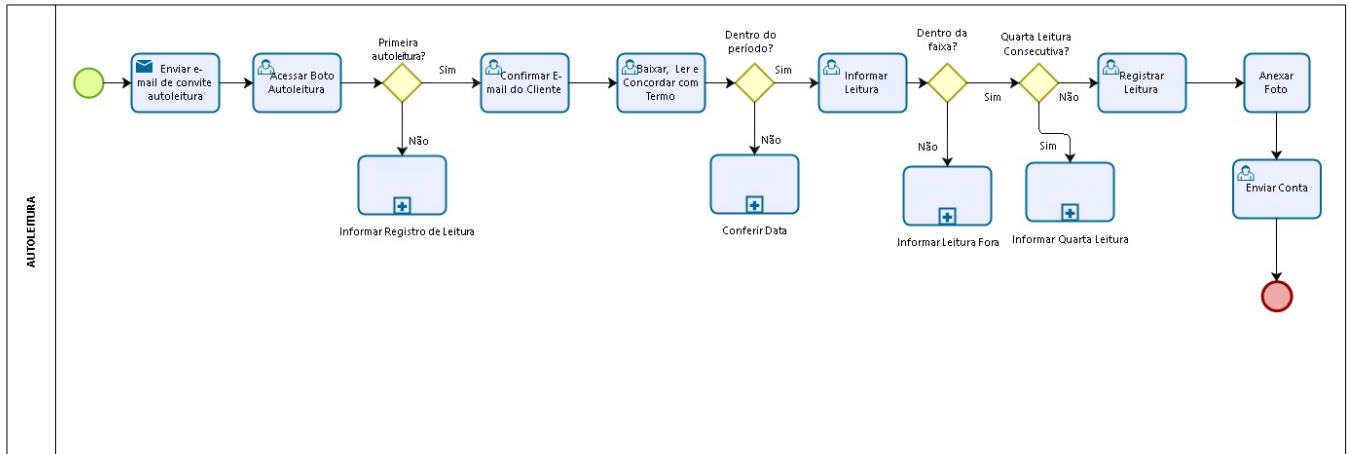 AUTOLEITURA
Enviar e-
mail de convite
autoleitura
Acessar Boto
Autoleitura
Primeira
autoleitura?
Sim
Não
Informar Registro de Leitura
Confirmar E-
mail do Cliente
Baixar, Ler e
Concordar com
Termo
Dentro do
período?
Sim
Não
Conferir Data
Informar
Leitura
Dentro da
faixa?
Sim
Não
Informar Leitura Fora
Quarta Leitura
Consecutiva?
Não
Sim
Informar Quarta Leitura
Registrar
Leitura
Anexar
Foto
Enviar Conta